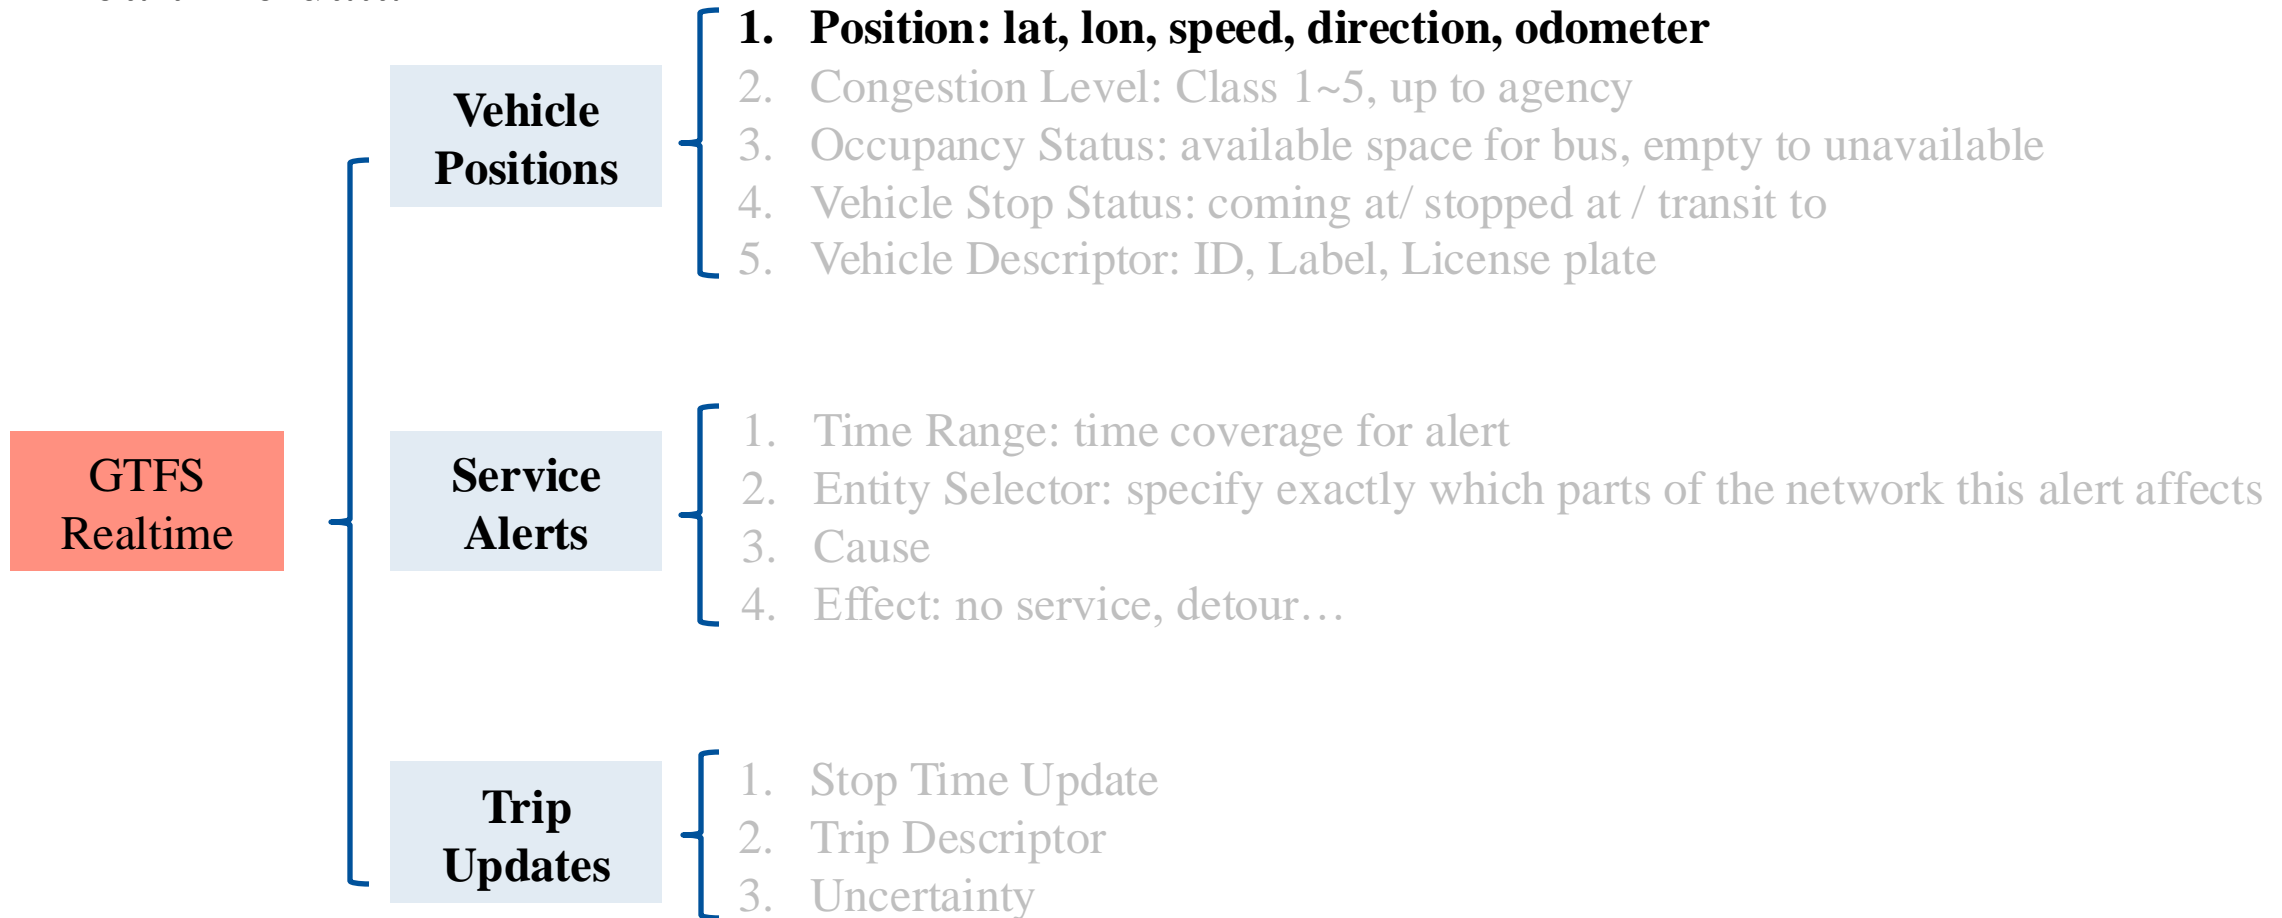 1. Position: lat, lon, speed, direction, odometer
2. Congestion Level: Class 1~5, up to agency
3. Occupancy Status: available space for bus, empty to unavailable
4. Vehicle Stop Status: coming at/ stopped at / transit to
5. Vehicle Descriptor: ID, Label, License plate
Vehicle
Positions
GTFS
Realtime
Service
Alerts
1. Time Range: time coverage for alert
2. Entity Selector: specify exactly which parts of the network this alert affects
3. Cause
4. Effect: no service, detour…
Trip
Updates
1. Stop Time Update
2. Trip Descriptor
3. Uncertainty